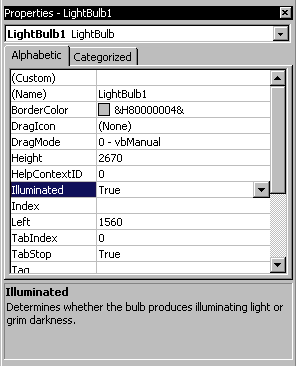 Properties - LightBulb1
LightBulb1 LightBulb
Alphabetic Categorized
(Custom)
(Name) LightBulb1
BorderColor &H80000004&
DragIcon (None)
DragMode 0 - vbManual
Height 2670
HelpContextID 0
Illuminated True
Index
Left 1560
TabIndex 0
TabStop True
Tag
Illuminated
Determines whether the bulb produces illuminating light or
grim darkness.